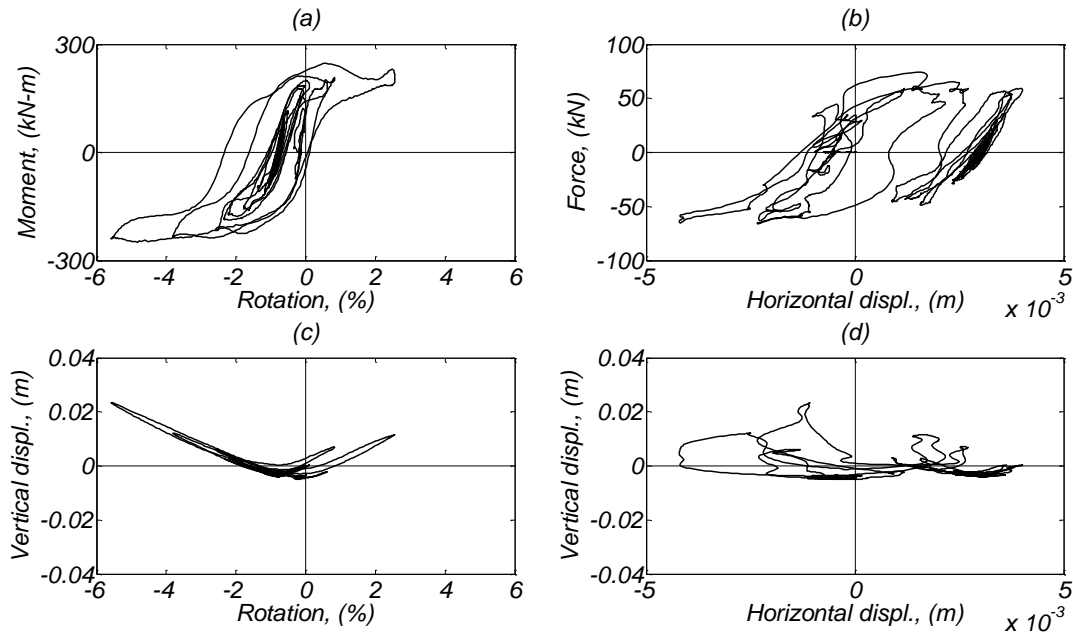 (a)
300
0
-300
Moment, (kN-m)
-6 -4 -2 0 2 4 6
Rotation, (%)
(b)
100
50
0
-50
-100
Force, (kN)
-5 0 5
Horizontal displ., (m)
x 10-3
(c)
0.04
0.02
0
-0.02
-0.04
Vertical displ., (m)
-6 -4 -2 0 2 4 6
Rotation, (%)
(d)
0.04
0.02
0
-0.02
-0.04
Vertical displ., (m)
-5 0 5
Horizontal displ., (m)
x 10-3